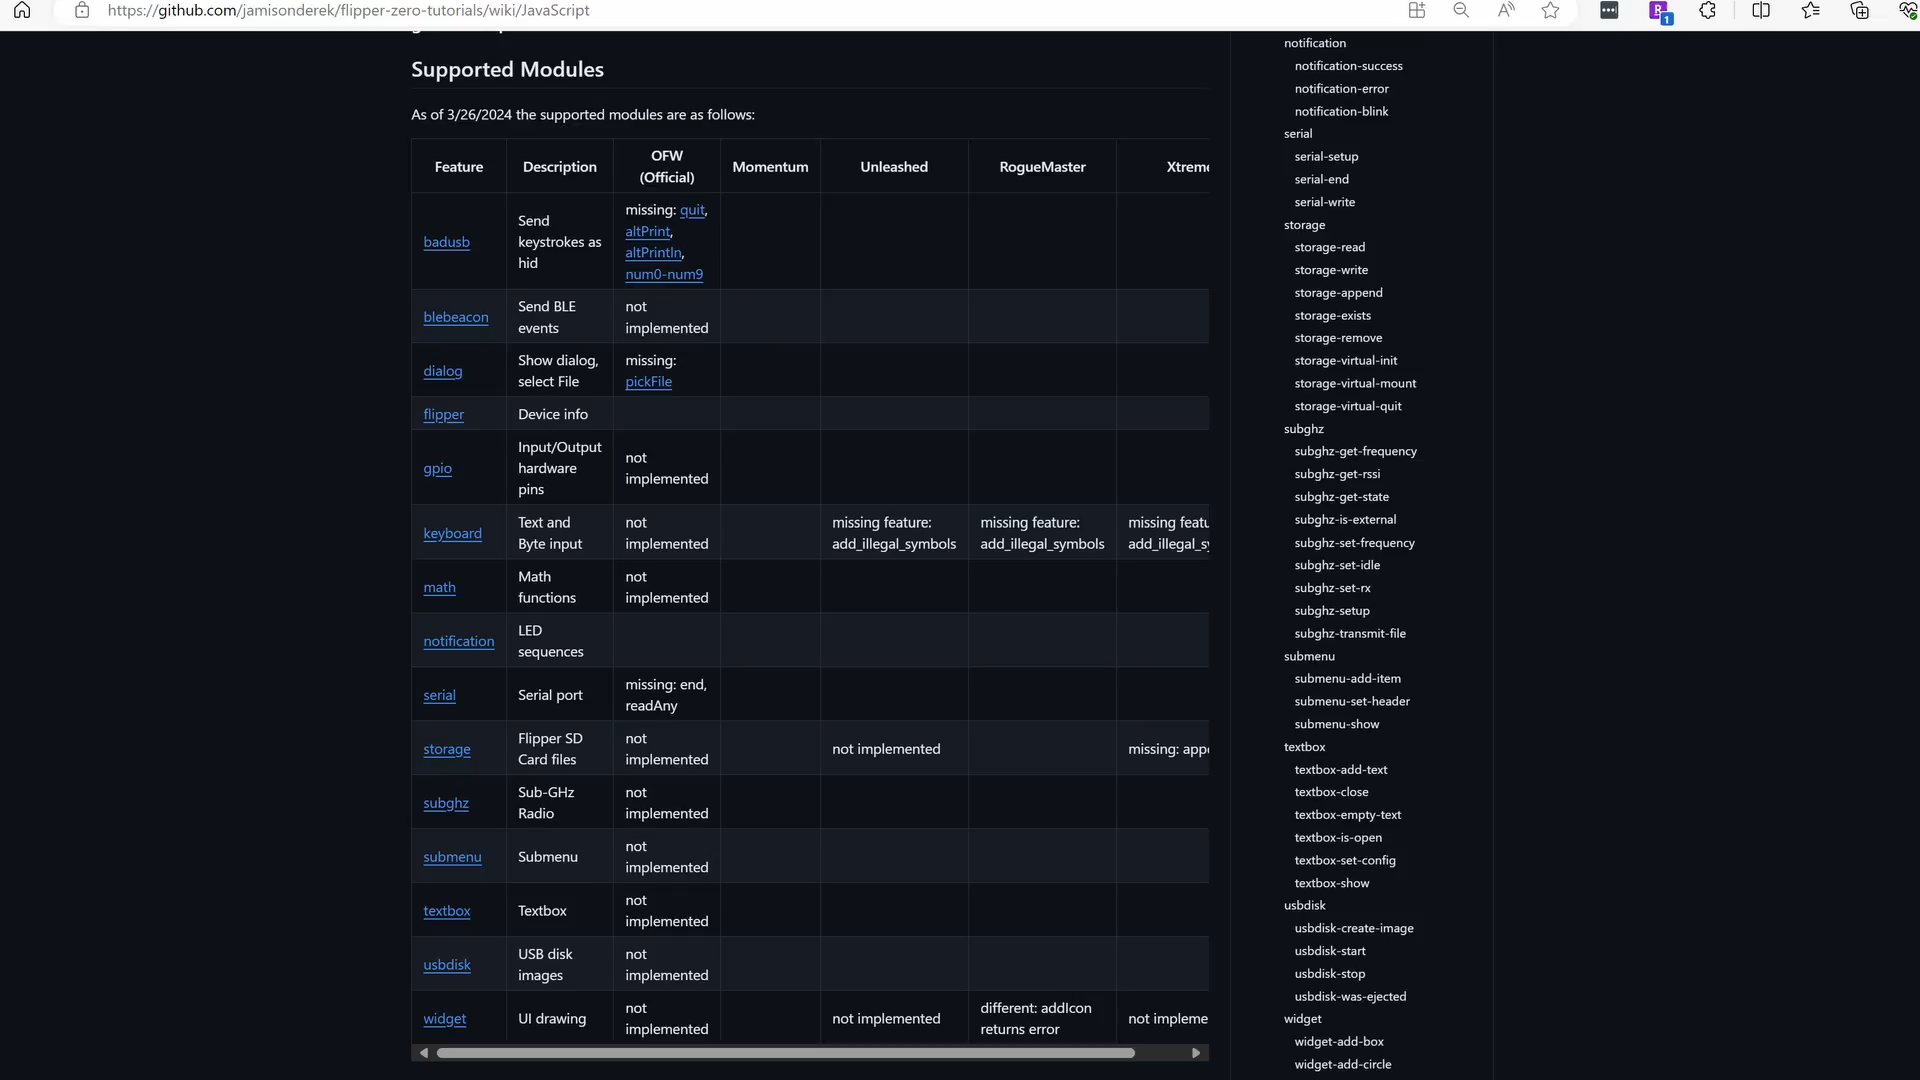 https://github.com/jamisonderek/flipper-zero-tutorials/wiki/JavaScript
Supported Modules
As of 3/26/2024 the supported modules are as follows:
Feature
Description
OFW
(Official)
Momentum
Unleashed
RogueMaster
Xtreme
badusb
Send
keystrokes as
hid
missing: quit,
altPrint,
altPrintln,
num0-num9
blebeacon
Send BLE
events
not
implemented
dialog
Show dialog,
select File
missing:
pickFile
flipper
Device info
gpio
Input/Output
hardware
pins
not
implemented
keyboard
Text and
Byte input
not
implemented
missing feature:
add_illegal_symbols
missing feature:
add_illegal_symbols
missing featu
add_illegal_sy
math
Math
functions
not
implemented
notification
LED
sequences
serial
Serial port
missing: end,
readAny
storage
Flipper SD
Card files
not
implemented
not implemented
missing: appe
subghz
Sub-GHz
Radio
not
implemented
submenu
Submenu
not
implemented
textbox
Textbox
not
implemented
usbdisk
USB disk
images
not
implemented
widget
UI drawing
not
implemented
not implemented
different: addIcon
returns error
not impleme
notification
notification-success
notification-error
notification-blink
serial
serial-setup
serial-end
serial-write
storage
storage-read
storage-write
storage-append
storage-exists
storage-remove
storage-virtual-init
storage-virtual-mount
storage-virtual-quit
subghz
subghz-get-frequency
subghz-get-rssi
subghz-get-state
subghz-is-external
subghz-set-frequency
subghz-set-idle
subghz-set-rx
subghz-setup
subghz-transmit-file
submenu
submenu-add-item
submenu-set-header
submenu-show
textbox
textbox-add-text
textbox-close
textbox-empty-text
textbox-is-open
textbox-set-config
textbox-show
usbdisk
usbdisk-create-image
usbdisk-start
usbdisk-stop
usbdisk-was-ejected
widget
widget-add-box
widget-add-circle